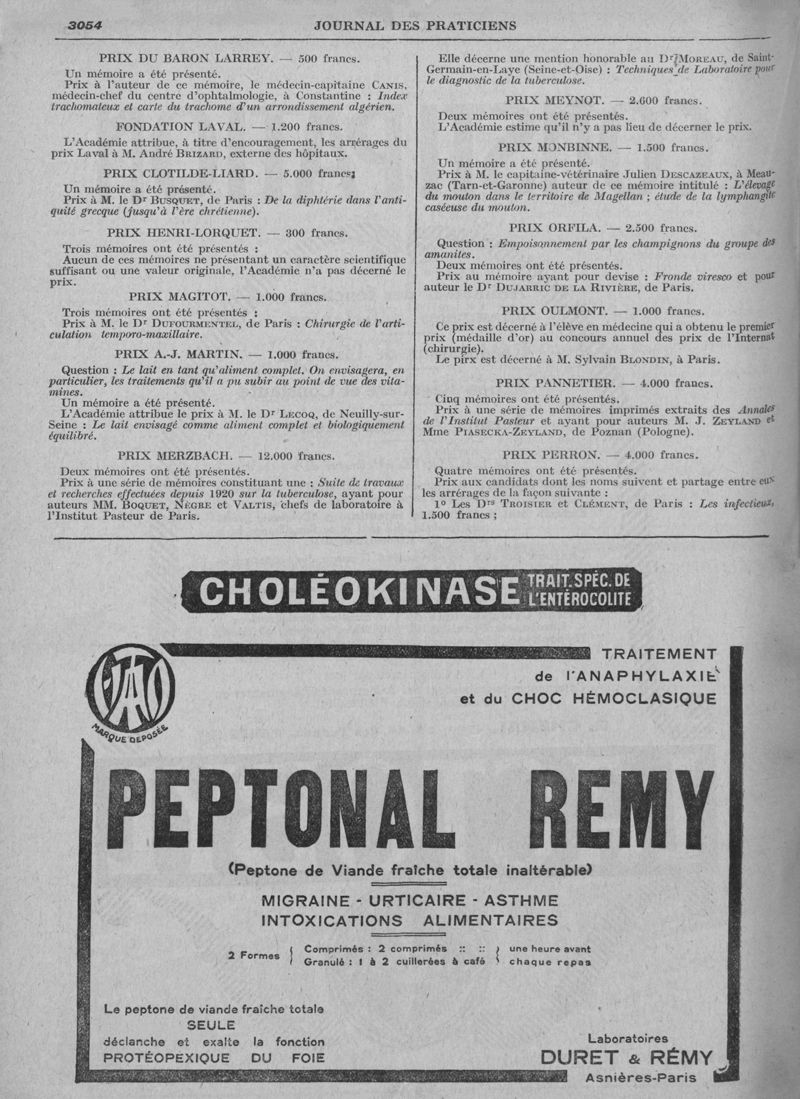 3054
JOURNAL DES PRATICIENS
PRIX DU BARON LARREY. — 500 francs.
Un mémoire a été présenté.
Prix à l'auteur de ce mémoire, le médecin-capitaine CANIS,
médecin-chef du centre d'ophtalmologie, à Constantine : Index
trachomateux et carte du trachome d'un arrondissement algérien.
FONDATION LAVAL. — 1.200 francs.
L'Académie attribue, à titre d'encouragement, les arrérages du
prix Laval à M. André BRIZARD, externe des hôpitaux.
PRIX CLOTILDE-LIARD. — 5.000 francs;
Un mémoire a été présenté.
Prix à M. le Dr BUSQUET, de Paris : De la diphtérie dans l'anti-
quité grecque (jusqu'à l'ère chrétienne).
PRIX HENRI-LORQUET. — 300 francs.
Trois mémoires ont été présentés :
Aucun de ces mémoires ne présentant un caractère scientifique
suffisant ou une valeur originale, l'Académie n'a pas décerné le
prix.
PRIX MAGITOT. — 1.000 francs.
Trois mémoires ont été présentés ;
Prix à M. le Dr DUFOURMENTEL, de Paris : Chirurgie de l'arti-
culation temporo-maxillaire.
PRIX A.-J. MARTIN. — 1.000 francs.
Question : Le lait en tant qu'aliment complet. On envisagera, en
particulier, les traitements qu'il a pu subir au point de vue des vita-
mines.
Un mémoire a été présenté.
L'Académie attribue le prix à M. le Dr LECOQ, de Neuilly-sur-
Seine : Le lait envisagé comme aliment complet et biologiquement
équilibré.
PRIX MERZBACH. — 12.000 francs.
Deux mémoires ont été présentés.
Prix à une série de mémoires constituant une : Suite de travaux
et recherches effectuées depuis 1920 sur la tuberculose, ayant pour
auteurs MM. BOQUET, NÈGRE et VALTIS, chefs de laboratoire à
l'Institut Pasteur de Paris.
Elle décerne une mention honorable au Dr MOREAU, de Saint-
Germain-en-Laye (Seine-et-Oise) : Techniques de Laboratoire pour
le diagnostic de la tuberculose.
PRIX MEYNOT. — 2.600 francs.
Deux mémoires ont été présentés.
L'Académie estime qu'il n'y a pas lieu de décerner le prix.
PRIX MONBINNE. — 1.500 francs.
Un mémoire a été présenté.
Prix à M. le capitaine-vétérinaire Julien DESCAZEAUX, à Meau-
zac (Tarn-et-Garonne) auteur de ce mémoire intitulé : L'élevage
du mouton dans le territoire de Magellan ; étude de la lymphangite
caséeuse du mouton.
PRIX ORFILA. — 2.500 francs.
Question : Empoisonnement par les champignons du groupe des
amanites.
Deux mémoires ont été présentés.
Prix au mémoire ayant pour devise : Fronde viresco et pour
auteur le Dr DUJARRIC DE LA RIVIÈRE, de Paris.
PRIX OULMONT. — 1.000 francs.
Ce prix est décerné à l'élève en médecine qui a obtenu le premier
prix (médaille d'or) au concours annuel des prix de l'Internat
(chirurgie).
Le pirx est décerné à M. Sylvain BLONDIN, à Paris.
PRIX PANNETIER. — 4.000 francs.
Cinq mémoires ont été présentés.
Prix à une série de mémoires imprimés extraits des Annales
de l'Institut Pasteur et ayant pour auteurs M. J. ZEYLAND et
Mme PIASECKA-ZEYLAND, de Poznan (Pologne).
PRIX PERRON. — 4.000 francs.
Quatre mémoires ont été présentés.
Prix aux candidats dont les noms suivent et partage entre eux
les arrérages de la façon suivante :
1º Les Drs TROISIER et CLÉMENT, de Paris : Les infectieux,
1.500 francs ;
CHOLÉOKINASE TRAIT. SPÉC. DE
L'ENTÉROCOLITE
MARQUE DÉPOSÉE
TRAITEMENT
de l'ANAPHYLAXIE
et du CHOC HÉMOCLASIQUE
PEPTONAL REMY
(Peptone de Viande fraîche totale inaltérable)
MIGRAINE - URTICAIRE - ASTHME
INTOXICATIONS ALIMENTAIRES
2 Formes
Comprimés : 2 comprimés :: ::
Granulé : 1 à 2 cuillerées à café
une heure avant
chaque repas
Le peptone de viande fraîche totale
SEULE
déclanche et exalte la fonction
PROTÉOPEXIQUE DU FOIE
Laboratoires
DURET & RÉMY
Asnières-Paris